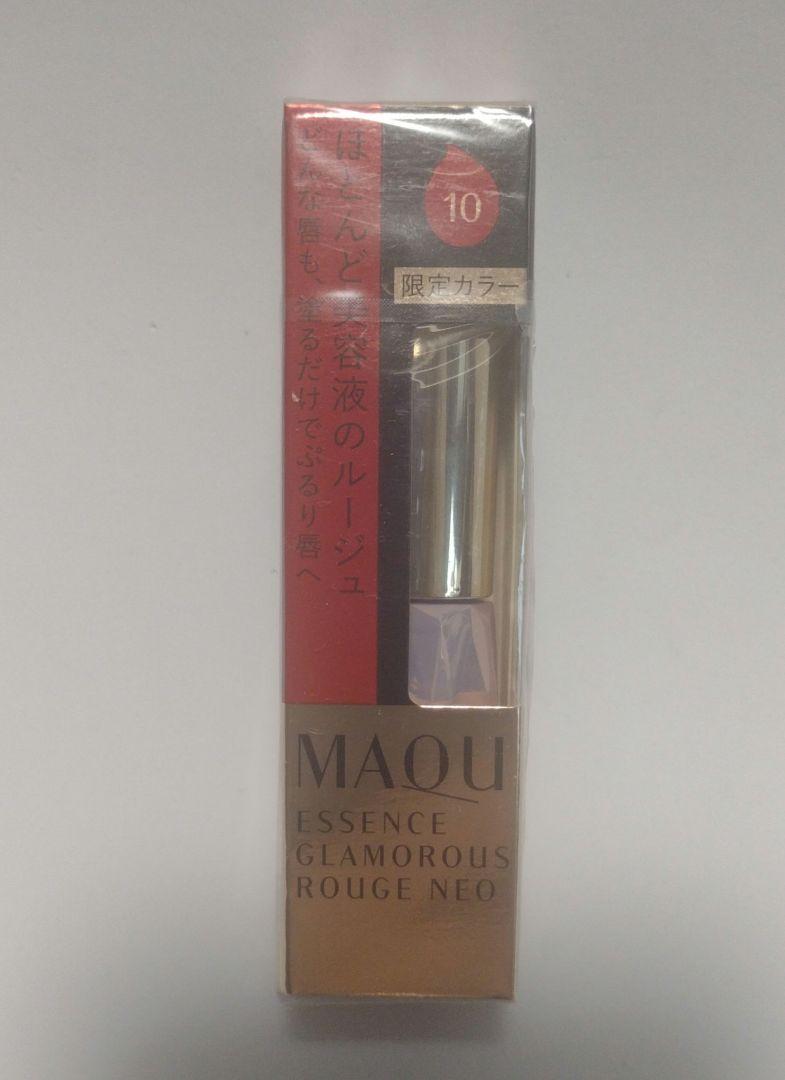 ほとんど美容液のルージュ
どんな唇も、塗るだけでぷるり唇へ
10
限定カラー
MAQU
ESSENCE
GLAMOROUS
ROUGE NEO